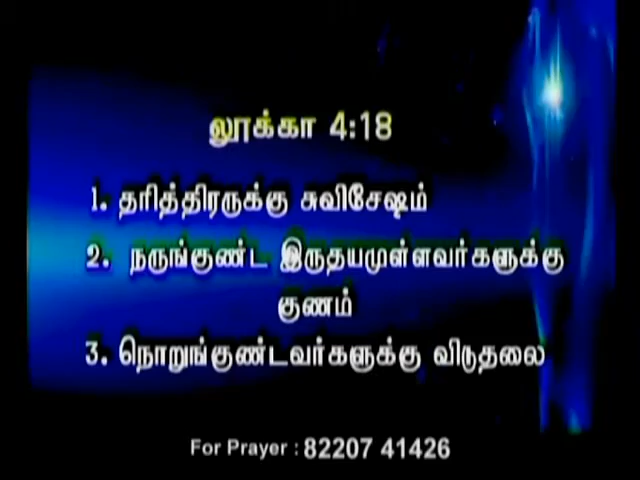 லூக்கா 4:18
1. தரித்திரருக்கு சுவிசேஷம்
2. நருங்குண்ட இருதயமுள்ளவர்களுக்கு
குணம்
3. நொறுங்குண்டவர்களுக்கு விடுதலை
For Prayer : 82207 41426